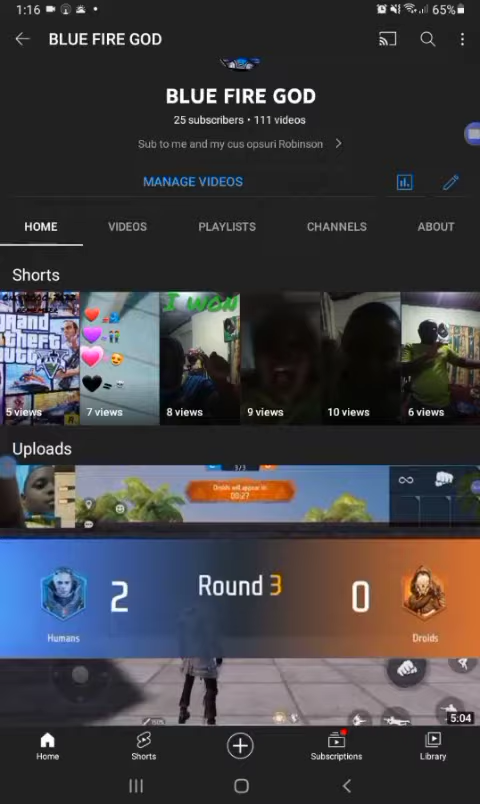 1:16
65%
BLUE FIRE GOD
BLUE FIRE GOD
25 subscribers • 111 videos
Sub to me and my cus opsuri Robinson
MANAGE VIDEOS
HOME VIDEOS PLAYLISTS CHANNELS ABOUT
Shorts
I WON
Grand
theft
5 views 7 views 8 views 9 views 10 views 6 views
Uploads
Droids will appear in
00:27
Humans 2 Round 3 0 Droids
5:04
Home Shorts Subscriptions Library